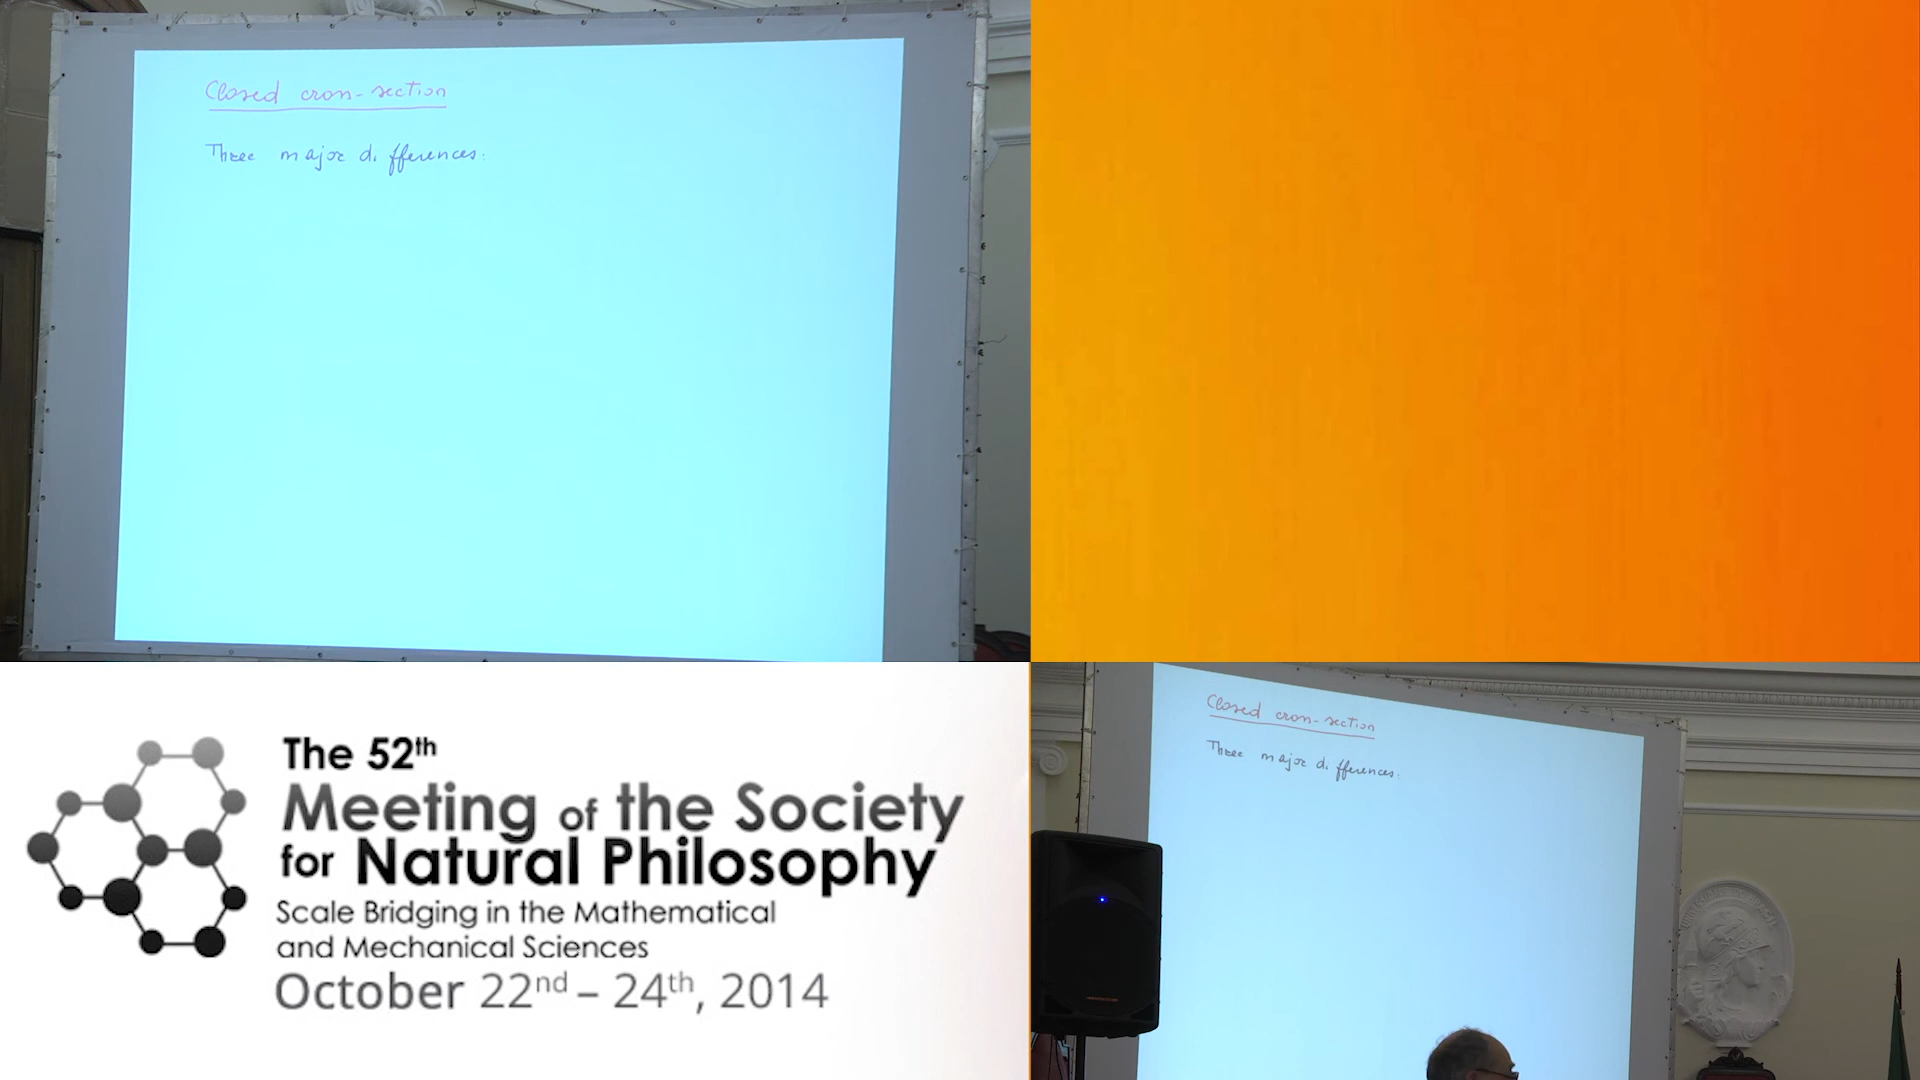 Closed cross-section
Three major differences:
The 52th
Meeting of the Society
for Natural Philosophy
Scale Bridging in the Mathematical
and Mechanical Sciences
October 22nd – 24th, 2014
Closed cross-section
Three major differences: